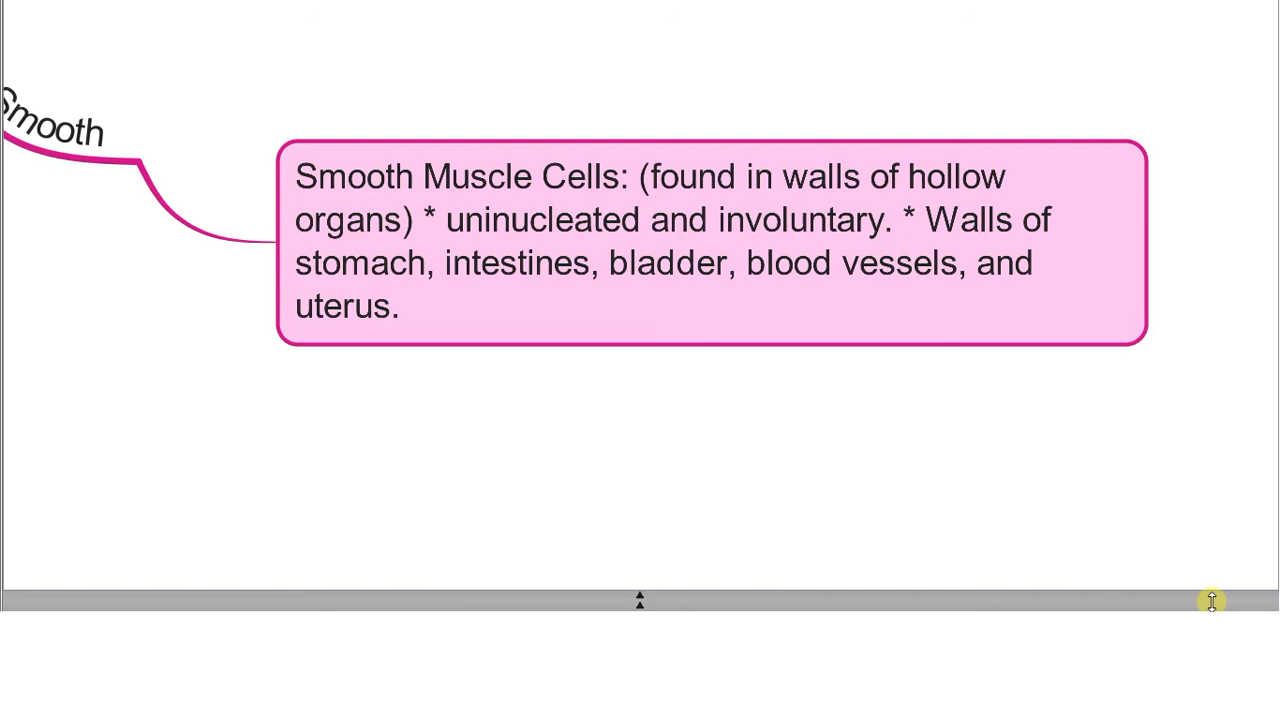 Smooth
Smooth Muscle Cells: (found in walls of hollow
organs) * uninucleated and involuntary. * Walls of
stomach, intestines, bladder, blood vessels, and
uterus.